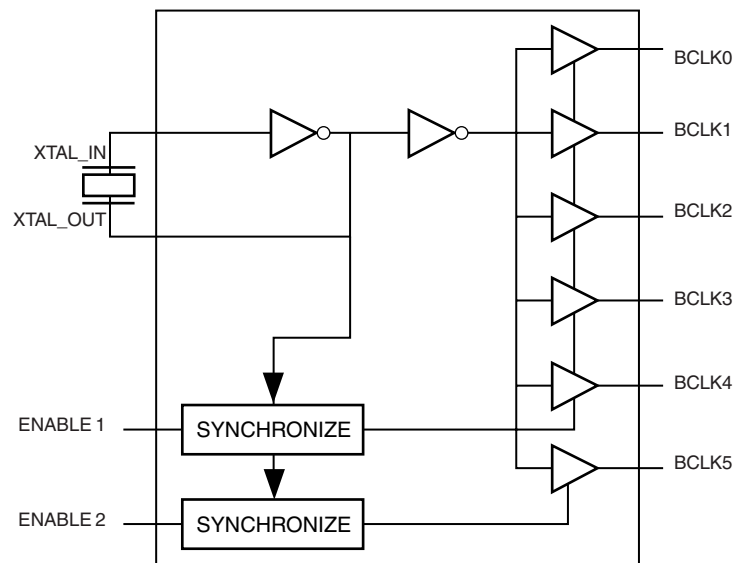 BCLK0
BCLK1
XTAL_IN
XTAL_OUT
BCLK2
BCLK3
BCLK4
ENABLE 1
SYNCHRONIZE
BCLK5
ENABLE 2
SYNCHRONIZE